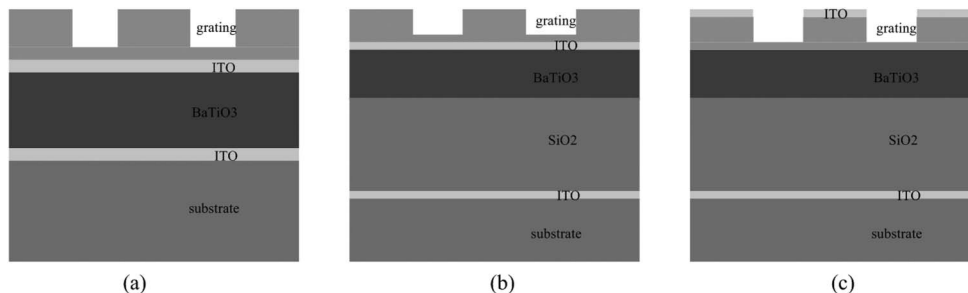 grating
ITO
BaTiO3
ITO
substrate
(a)
grating
ITO
BaTiO3
SiO2
ITO
substrate
(b)
ITO
grating
BaTiO3
SiO2
ITO
substrate
(c)